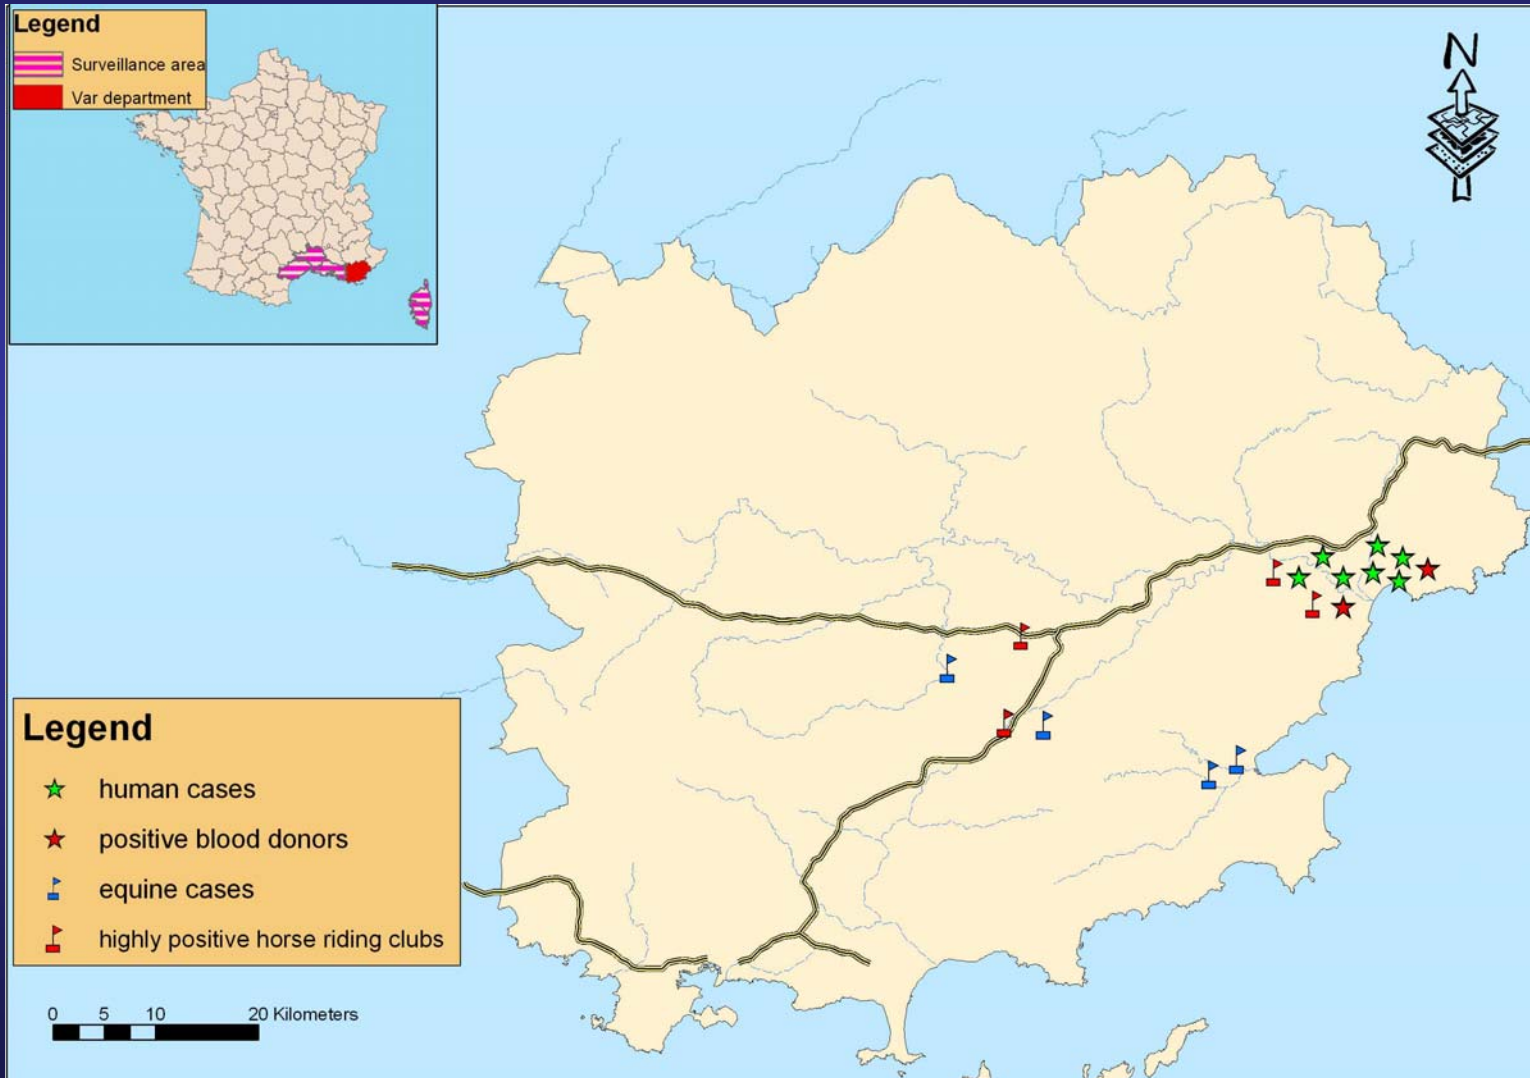 Legend
Surveillance area
Var department
N
Legend
human cases
positive blood donors
equine cases
highly positive horse riding clubs
0 5 10 20 Kilometers